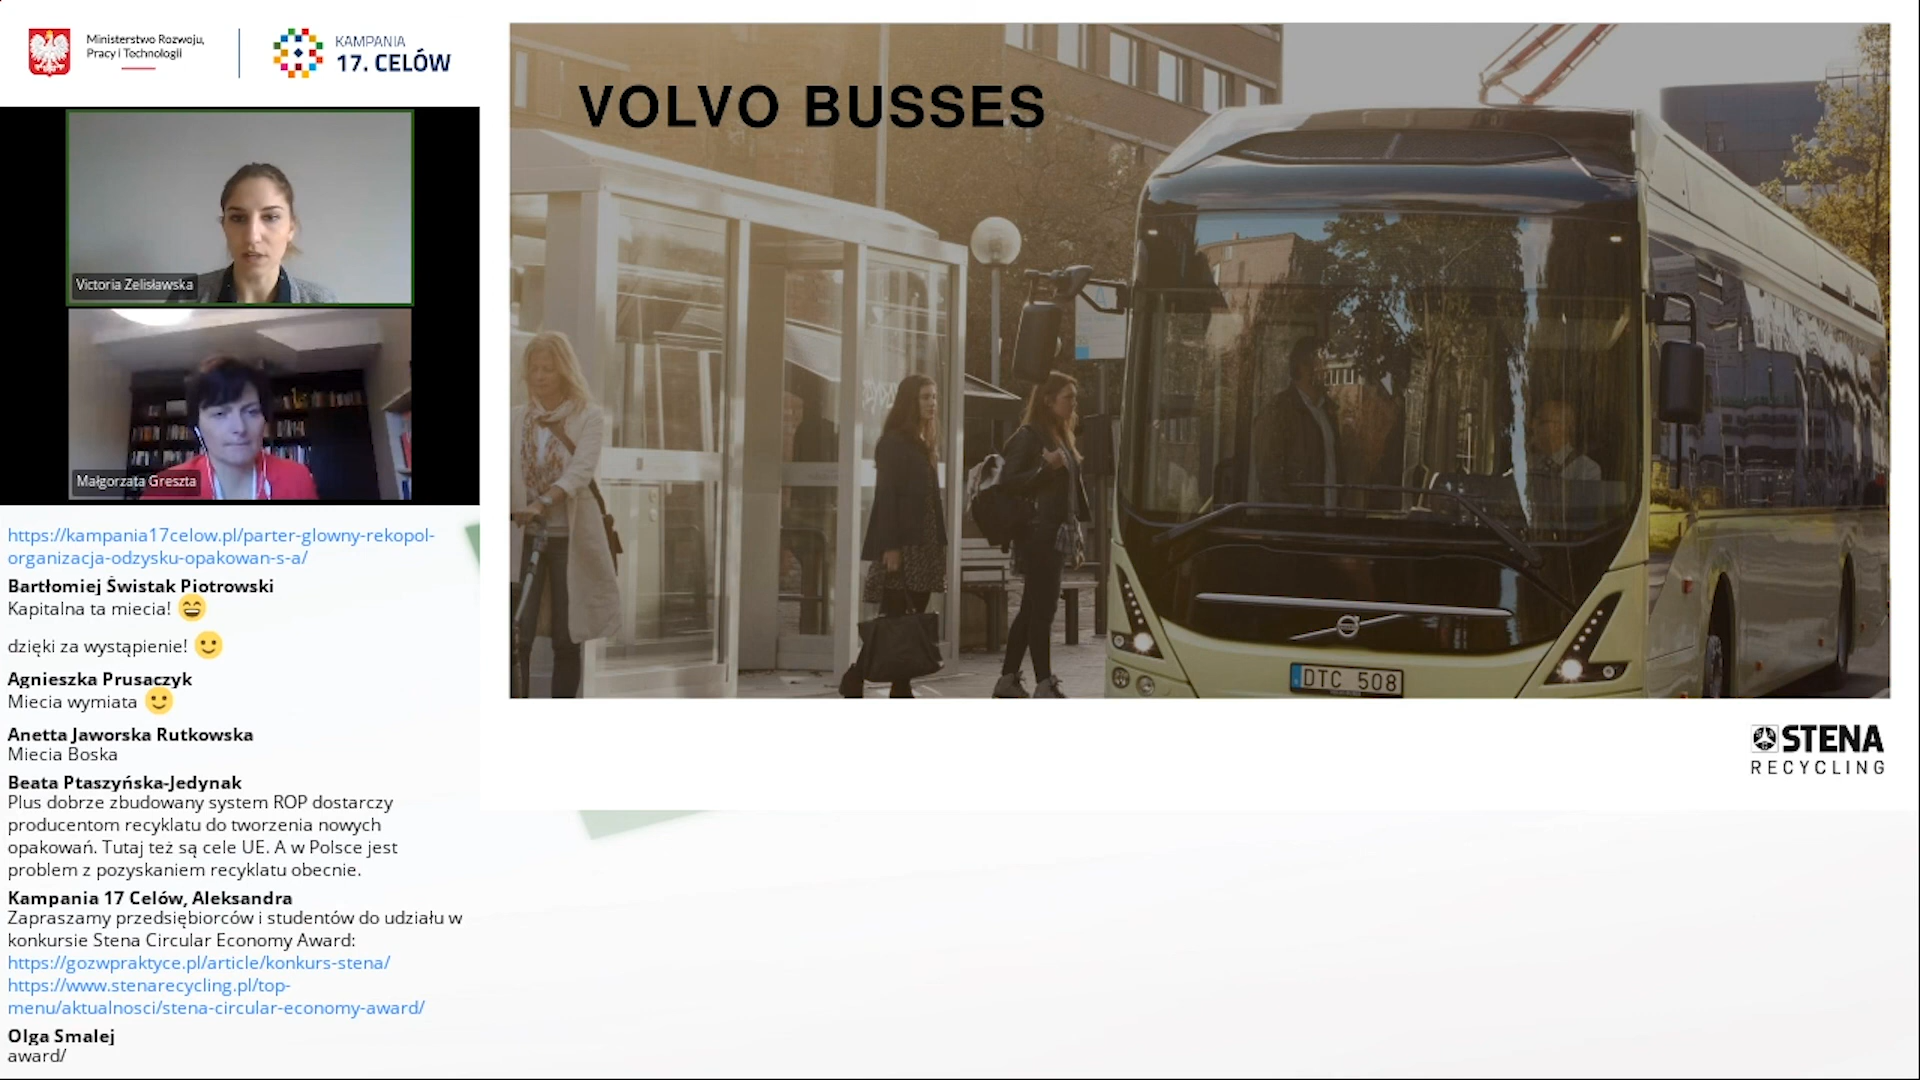 Ministerstwo Rozwoju,
Pracy i Technologii
KAMPANIA
17. CELÓW
Victoria Zelisławska
Małgorzata Greszta
https://kampania17celow.pl/parter-glowny-rekopol-
organizacja-odzysku-opakowan-s-a/
Bartłomiej Świstak Piotrowski
Kapitalna ta miecia! 😄
dzięki za wystąpienie! 🙂
Agnieszka Prusaczyk
Miecia wymiata 🙂
Anetta Jaworska Rutkowska
Miecia Boska
Beata Ptaszyńska-Jedynak
Plus dobrze zbudowany system ROP dostarczy
producentom recyklatu do tworzenia nowych
opakowań. Tutaj też są cele UE. A w Polsce jest
problem z pozyskaniem recyklatu obecnie.
Kampania 17 Celów, Aleksandra
Zapraszamy przedsiębiorców i studentów do udziału w
konkursie Stena Circular Economy Award:
https://gozwpraktyce.pl/article/konkurs-stena/
https://www.stenarecycling.pl/top-
menu/aktualnosci/stena-circular-economy-award/
Olga Smalej
award/
VOLVO BUSSES
DTC 508
STENA
RECYCLING